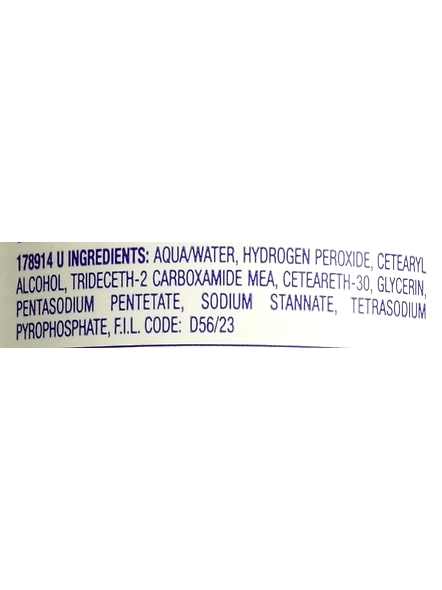 178914 U INGREDIENTS: AQUA/WATER, HYDROGEN PEROXIDE, CETEARYL
ALCOHOL, TRIDECETH-2 CARBOXAMIDE MEA, CETEARETH-30, GLYCERIN,
PENTASODIUM PENTETATE, SODIUM STANNATE, TETRASODIUM
PYROPHOSPHATE, F.I.L. CODE: D56/23